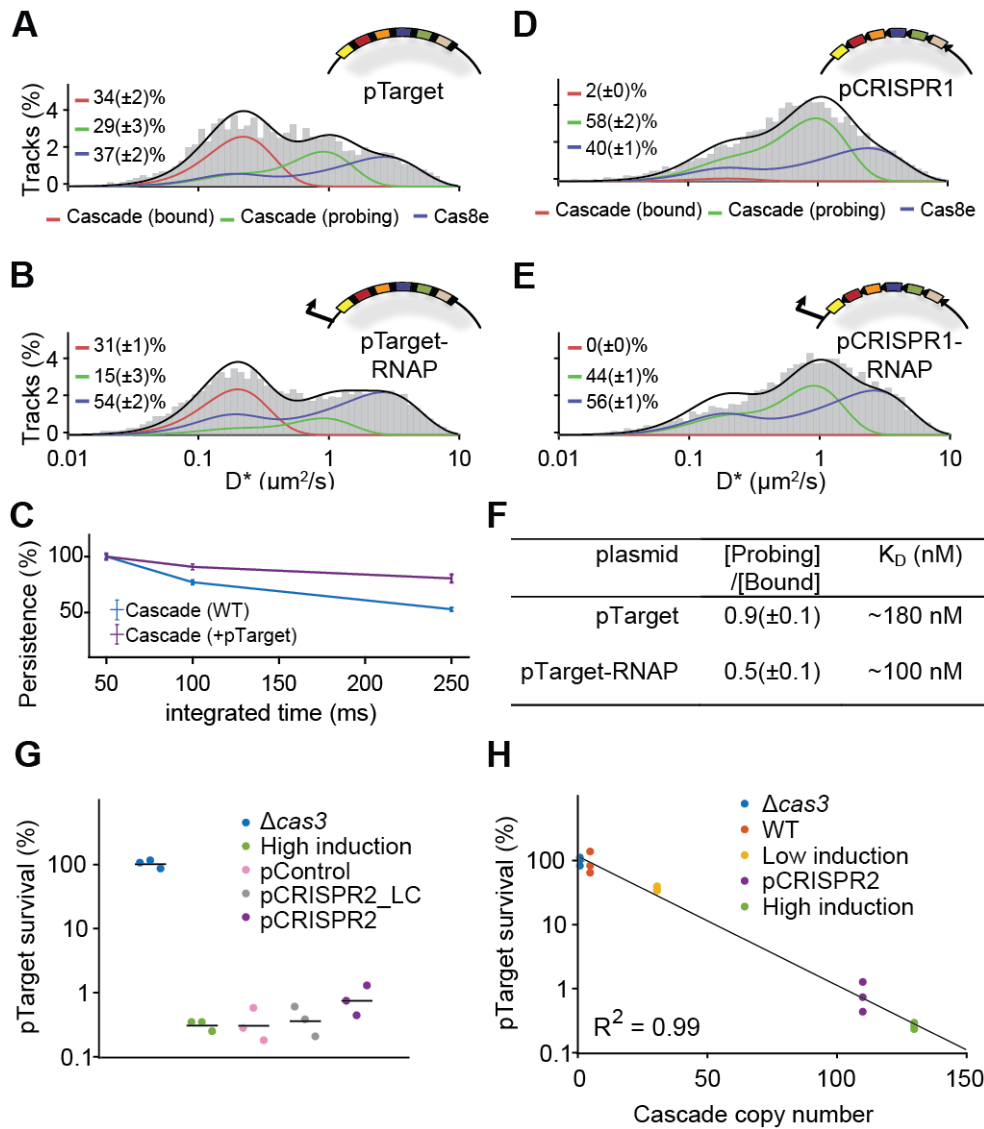 A
pTarget
34(±2)%
29(±3)%
37(±2)%
Tracks (%)
4
2
0
Cascade (bound) Cascade (probing) Cas8e
D
pCRISPR1
2(±0)%
58(±2)%
40(±1)%
Cascade (bound) Cascade (probing) Cas8e
B
pTarget-
RNAP
31(±1)%
15(±3)%
54(±2)%
Tracks (%)
4
2
0
0.01 0.1 1 10
D* (µm²/s)
E
pCRISPR1-
RNAP
0(±0)%
44(±1)%
56(±1)%
0.1 1 10
D* (µm²/s)
C
Persistence (%)
100
50
Cascade (WT)
Cascade (+pTarget)
50 100 150 200 250
integrated time (ms)
F
plasmid [Probing] K_D (nM)
/[Bound]
pTarget 0.9(±0.1) ~180 nM
pTarget-RNAP 0.5(±0.1) ~100 nM
G
pTarget survival (%)
100
10
1
0.1
Δcas3
High induction
pControl
pCRISPR2_LC
pCRISPR2
H
pTarget survival (%)
100
10
1
0.1
Δcas3
WT
Low induction
pCRISPR2
High induction
R² = 0.99
0 50 100 150
Cascade copy number